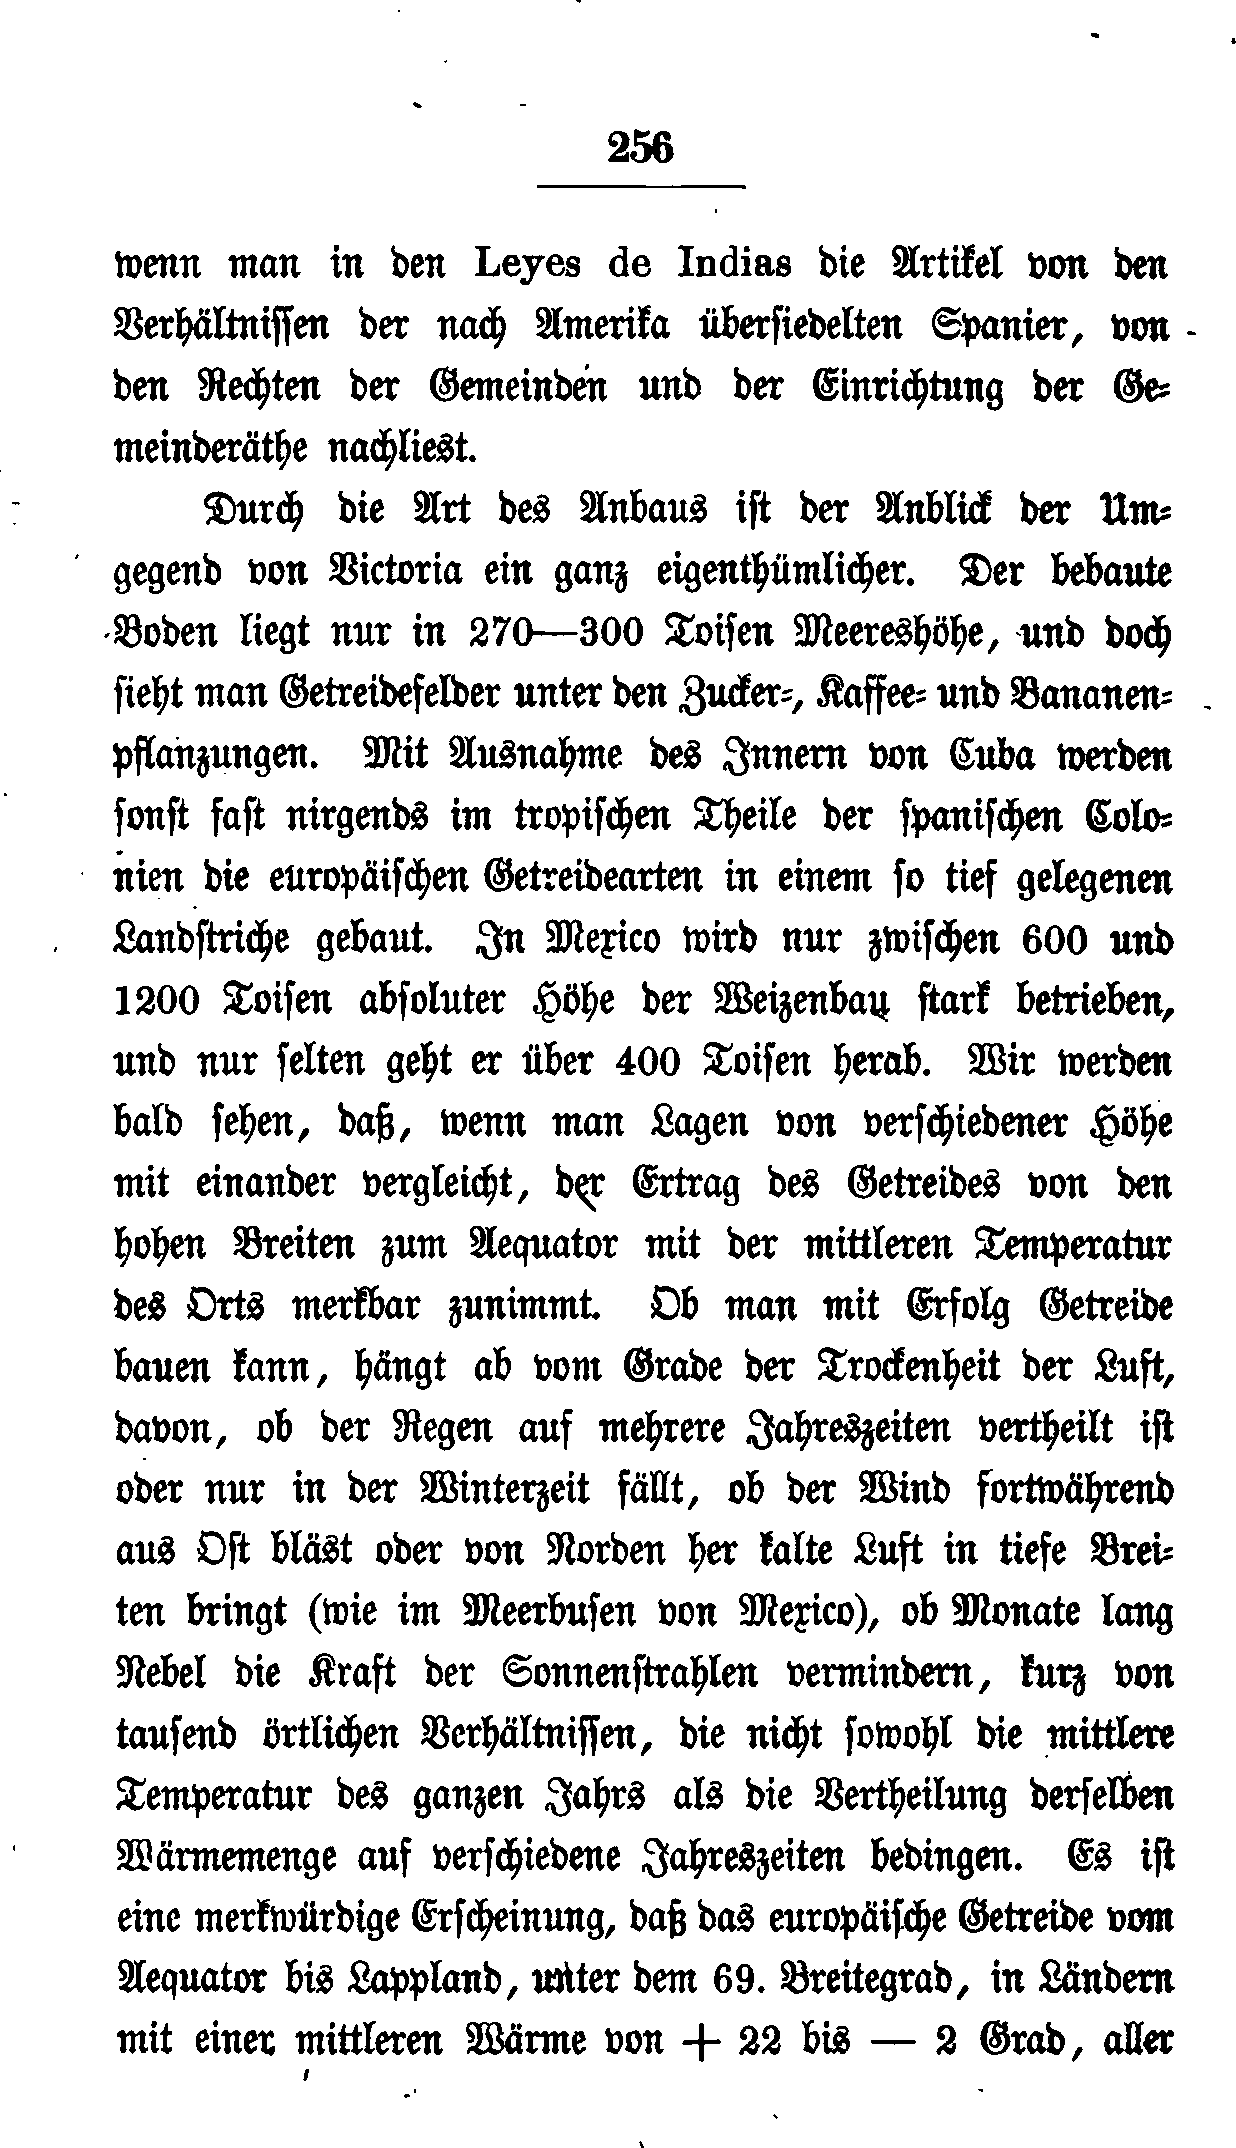 256
wenn man in den Leyes de Indias die Artikel von den
Verhältnissen der nach Amerika übersiedelten Spanier, von
den Rechten der Gemeinden und der Einrichtung der Ge-
meinderäthe nachliest.
Durch die Art des Anbaus ist der Anblick der Um-
gegend von Victoria ein ganz eigenthümlicher. Der bebaute
Boden liegt nur in 270—300 Toisen Meereshöhe, und doch
sieht man Getreidefelder unter den Zucker-, Kaffee- und Bananen-
pflanzungen. Mit Ausnahme des Innern von Cuba werden
sonst fast nirgends im tropischen Theile der spanischen Colo-
nien die europäischen Getreidearten in einem so tief gelegenen
Landstriche gebaut. In Mexico wird nur zwischen 600 und
1200 Toisen absoluter Höhe der Weizenbau stark betrieben,
und nur selten geht er über 400 Toisen herab. Wir werden
bald sehen, daß, wenn man Lagen von verschiedener Höhe
mit einander vergleicht, der Ertrag des Getreides von den
hohen Breiten zum Aequator mit der mittleren Temperatur
des Orts merkbar zunimmt. Ob man mit Erfolg Getreide
bauen kann, hängt ab vom Grade der Trockenheit der Luft,
davon, ob der Regen auf mehrere Jahreszeiten vertheilt ist
oder nur in der Winterzeit fällt, ob der Wind fortwährend
aus Ost bläst oder von Norden her kalte Luft in tiefe Brei-
ten bringt (wie im Meerbusen von Mexico), ob Monate lang
Nebel die Kraft der Sonnenstrahlen vermindern, kurz von
tausend örtlichen Verhältnissen, die nicht sowohl die mittlere
Temperatur des ganzen Jahrs als die Vertheilung derselben
Wärmemenge auf verschiedene Jahreszeiten bedingen. Es ist
eine merkwürdige Erscheinung, daß das europäische Getreide vom
Aequator bis Lappland, unter dem 69. Breitegrad, in Ländern
mit einer mittleren Wärme von + 22 bis — 2 Grad, aller